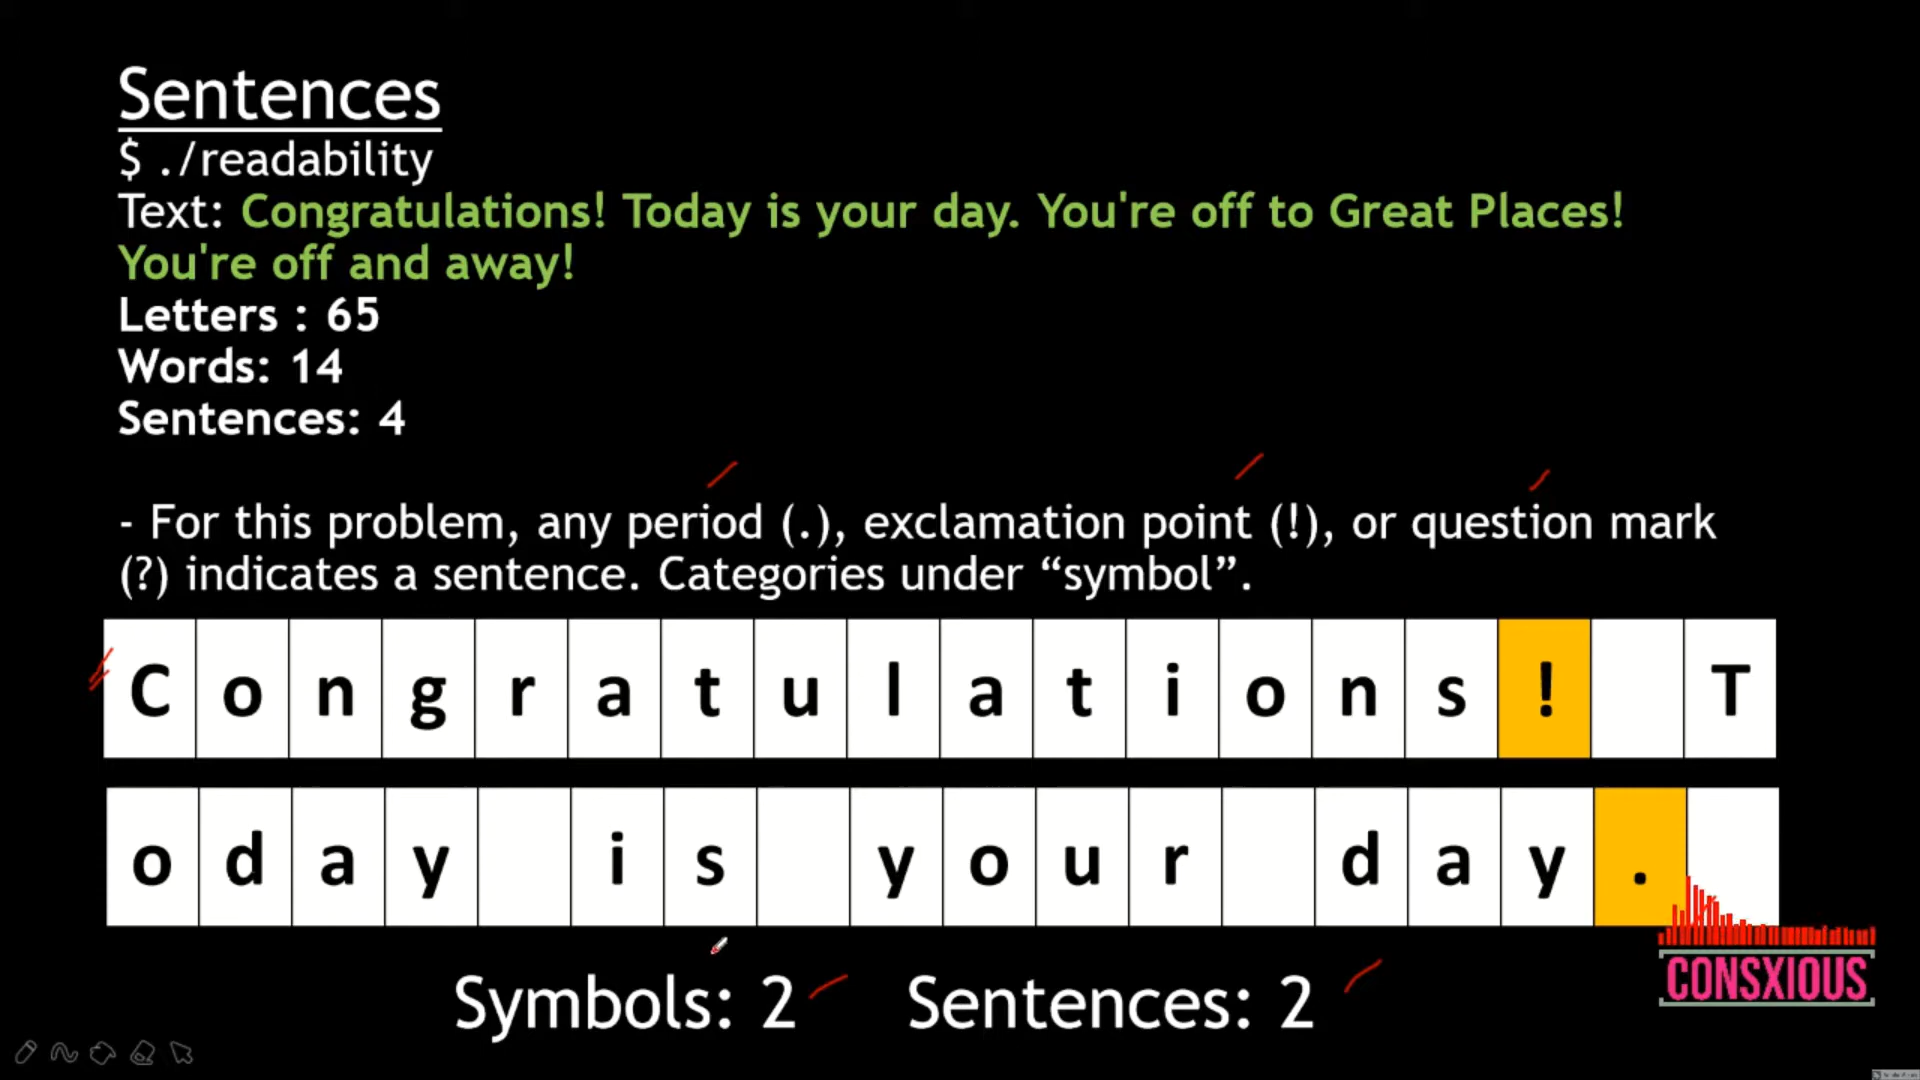 Sentences
$ ./readability
Text: Congratulations! Today is your day. You're off to Great Places!
You're off and away!
Letters : 65
Words: 14
Sentences: 4
- For this problem, any period (.), exclamation point (!), or question mark
(?) indicates a sentence. Categories under “symbol”.
C o n g r a t u l a t i o n s ! T
o d a y i s y o u r d a y .
Symbols: 2 Sentences: 2
CONSXIOUS